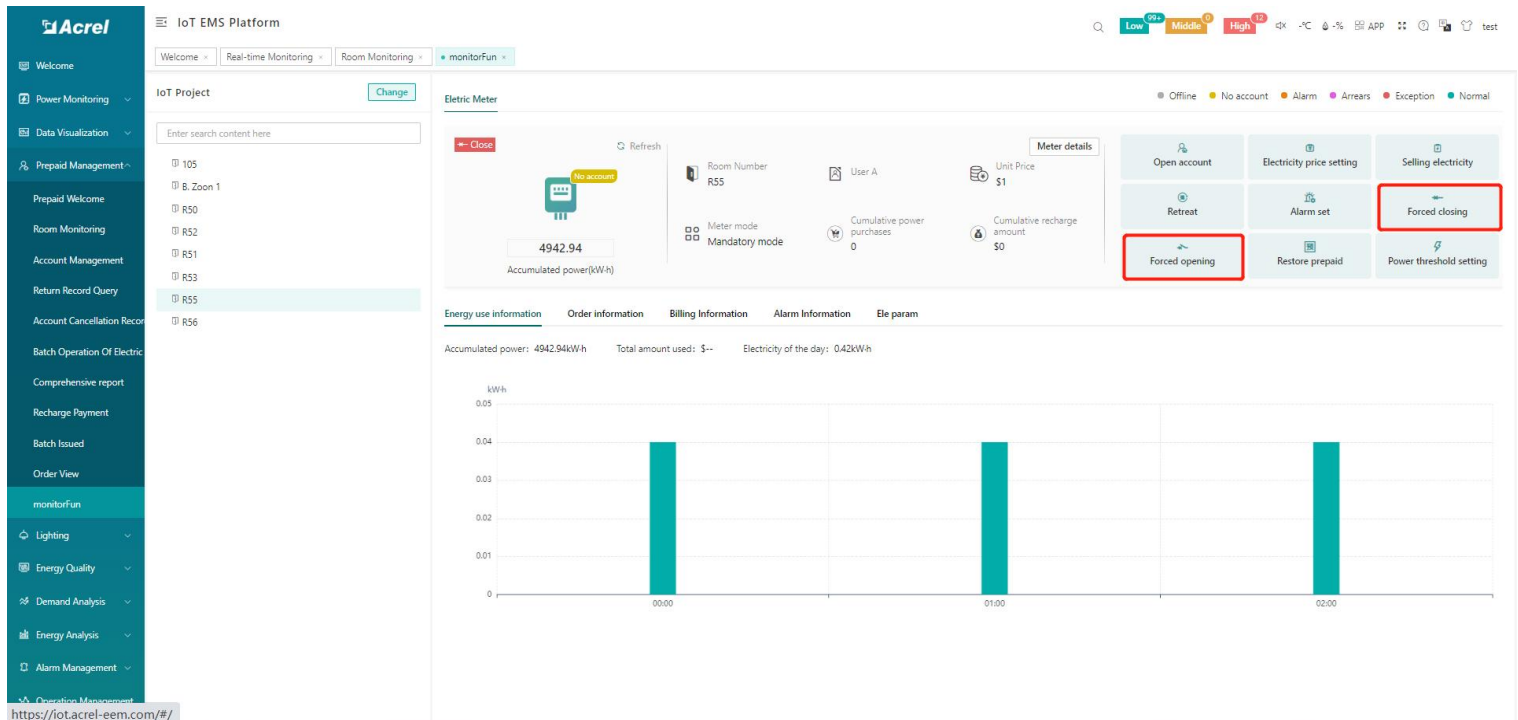 Acrel
IoT EMS Platform
Low 99+ Middle 0 High 12 -℃ -% APP test
Welcome × Real-time Monitoring × Room Monitoring × monitorFun ×
Welcome
Power Monitoring
Data Visualization
Prepaid Management
Prepaid Welcome
Room Monitoring
Account Management
Return Record Query
Account Cancellation Recor
Batch Operation Of Electric
Comprehensive report
Recharge Payment
Batch Issued
Order View
monitorFun
Lighting
Energy Quality
Demand Analysis
Energy Analysis
Alarm Management
Operation Management
https://iot.acrel-eem.com/#/
IoT Project Change
Enter search content here
105
B. Zoon 1
R50
R52
R51
R53
R55
R56
Eletric Meter
Offline No account Alarm Arrears Exception Normal
Close Refresh
No account
4942.94
Accumulated power(kW·h)
Meter details
Room Number
R55
User A
Unit Price
$1
Meter mode
Mandatory mode
Cumulative power
purchases
0
Cumulative recharge
amount
$0
Open account Electricity price setting Selling electricity
Retreat Alarm set Forced closing
Forced opening Restore prepaid Power threshold setting
Energy use information Order information Billing Information Alarm Information Ele param
Accumulated power: 4942.94kW·h Total amount used: $-- Electricity of the day: 0.42kW·h
kW·h
0.05
0.04
0.03
0.02
0.01
0
00:00 01:00 02:00